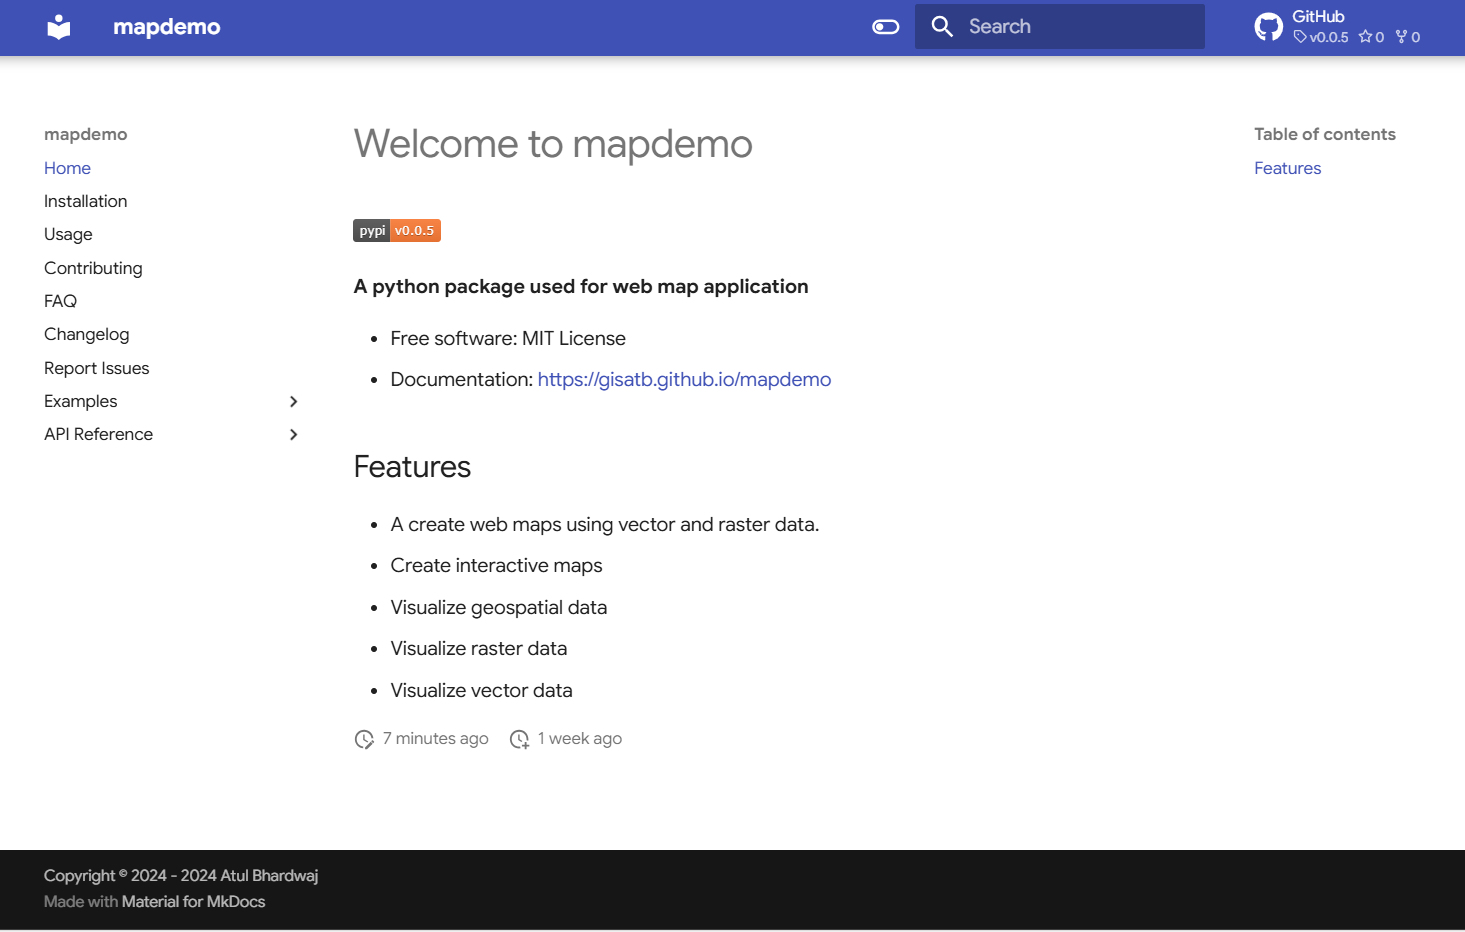 mapdemo
Search
GitHub
v0.0.5 0 0
mapdemo
Home
Installation
Usage
Contributing
FAQ
Changelog
Report Issues
Examples
API Reference
Welcome to mapdemo
pypi v0.0.5
A python package used for web map application
Free software: MIT License
Documentation: https://gisatb.github.io/mapdemo
Features
A create web maps using vector and raster data.
Create interactive maps
Visualize geospatial data
Visualize raster data
Visualize vector data
7 minutes ago 1 week ago
Table of contents
Features
Copyright © 2024 - 2024 Atul Bhardwaj
Made with Material for MkDocs